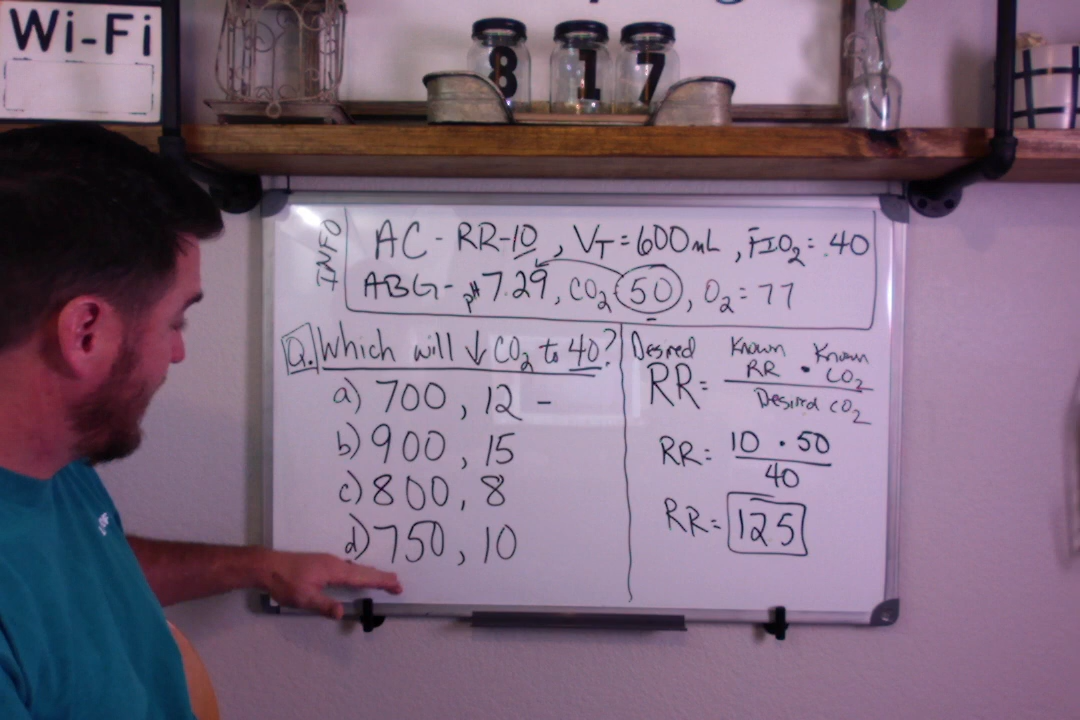 Wi-Fi
8 1 7
INFO
AC - RR-10, VT = 600mL, FIO2 = .40
ABG - pH 7.29, CO2 50, O2 = 77
Q. Which will ↓ CO2 to 40?
a) 700, 12 -
b) 900, 15
c) 800, 8
d) 750, 10
Desired RR = Known RR · Known CO2 / Desired CO2
RR = 10 · 50 / 40
RR = 12.5